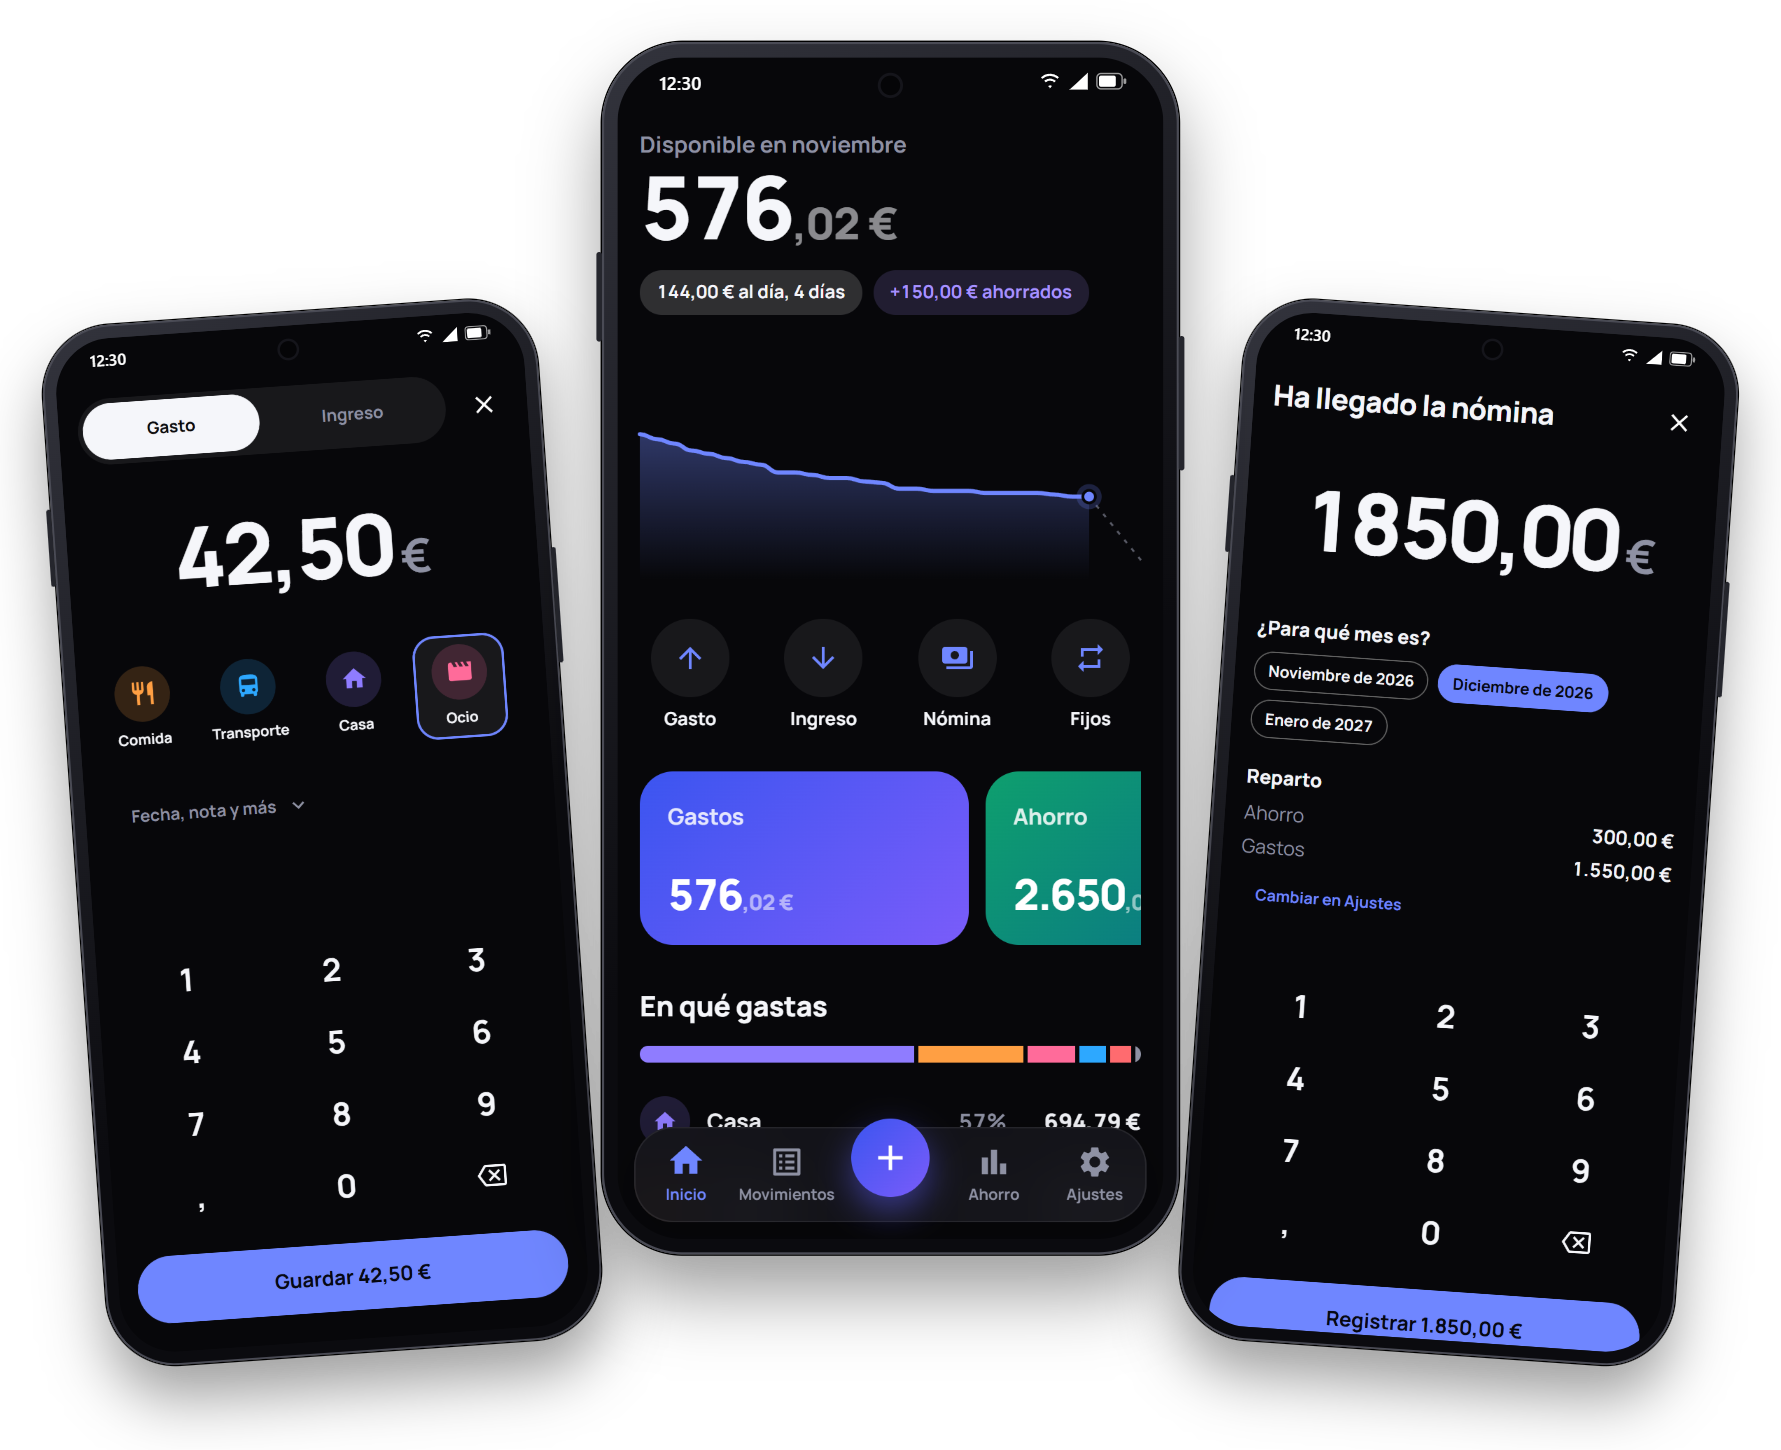 12:30
Gasto
Ingreso
42,50 €
Comida
Transporte
Casa
Ocio
Fecha, nota y más
1 2 3
4 5 6
7 8 9
, 0
Guardar 42,50 €
12:30
Disponible en noviembre
576,02 €
144,00 € al día, 4 días
+150,00 € ahorrados
Gasto
Ingreso
Nómina
Fijos
Gastos
576,02 €
Ahorro
2.650,0
En qué gastas
Casa 57% 694,79 €
Inicio
Movimientos
Ahorro
Ajustes
12:30
Ha llegado la nómina
1850,00 €
¿Para qué mes es?
Noviembre de 2026
Diciembre de 2026
Enero de 2027
Reparto
Ahorro 300,00 €
Gastos 1.550,00 €
Cambiar en Ajustes
1 2 3
4 5 6
7 8 9
, 0
Registrar 1.850,00 €